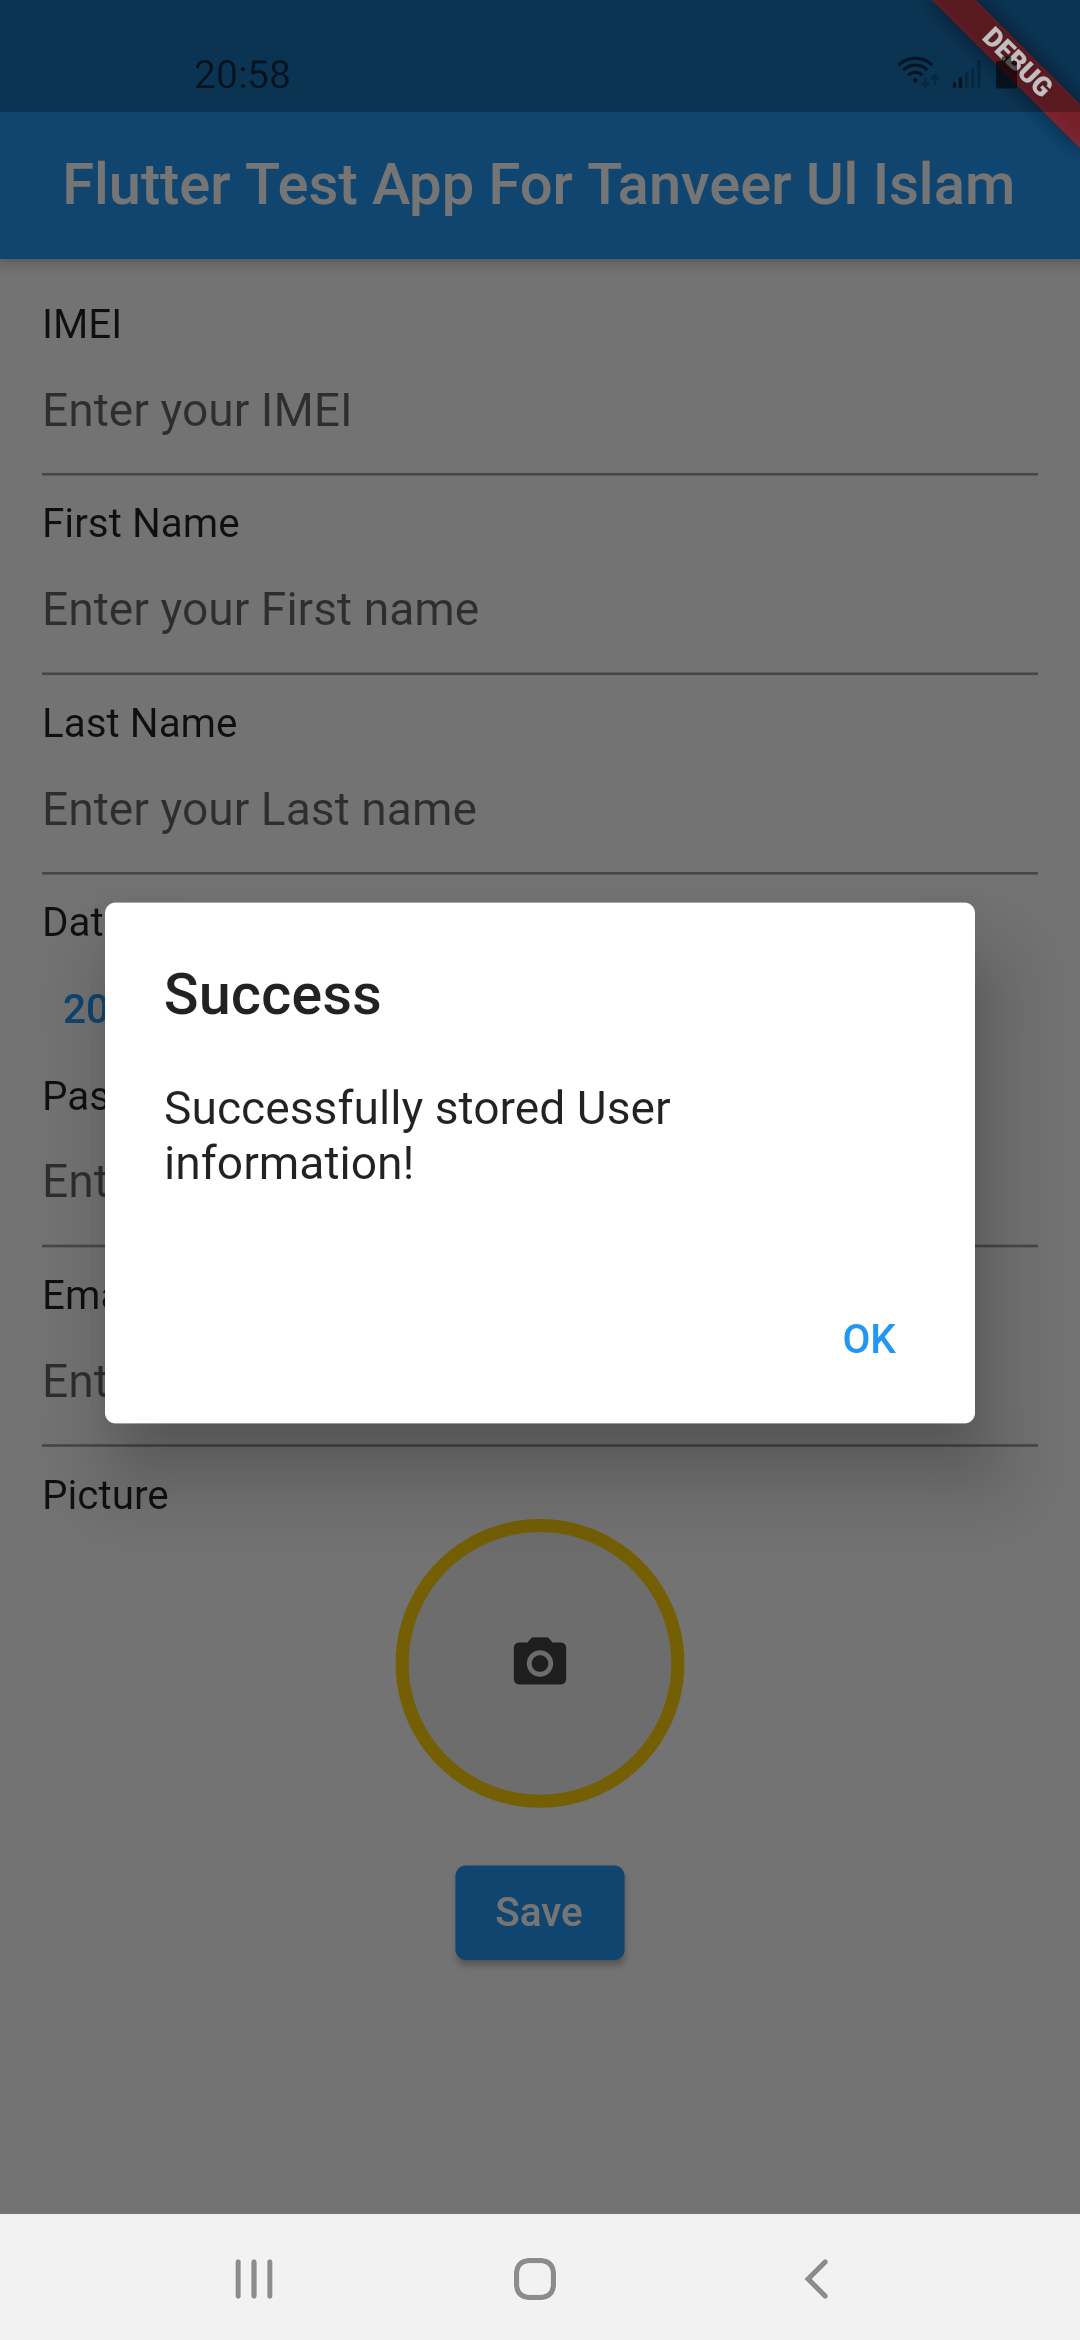 20:58
DEBUG
Flutter Test App For Tanveer Ul Islam
IMEI
Enter your IMEI
First Name
Enter your First name
Last Name
Enter your Last name
Dat
20
Pas
Ent
Ema
Ent
Success
Successfully stored User
information!
OK
Picture
Save